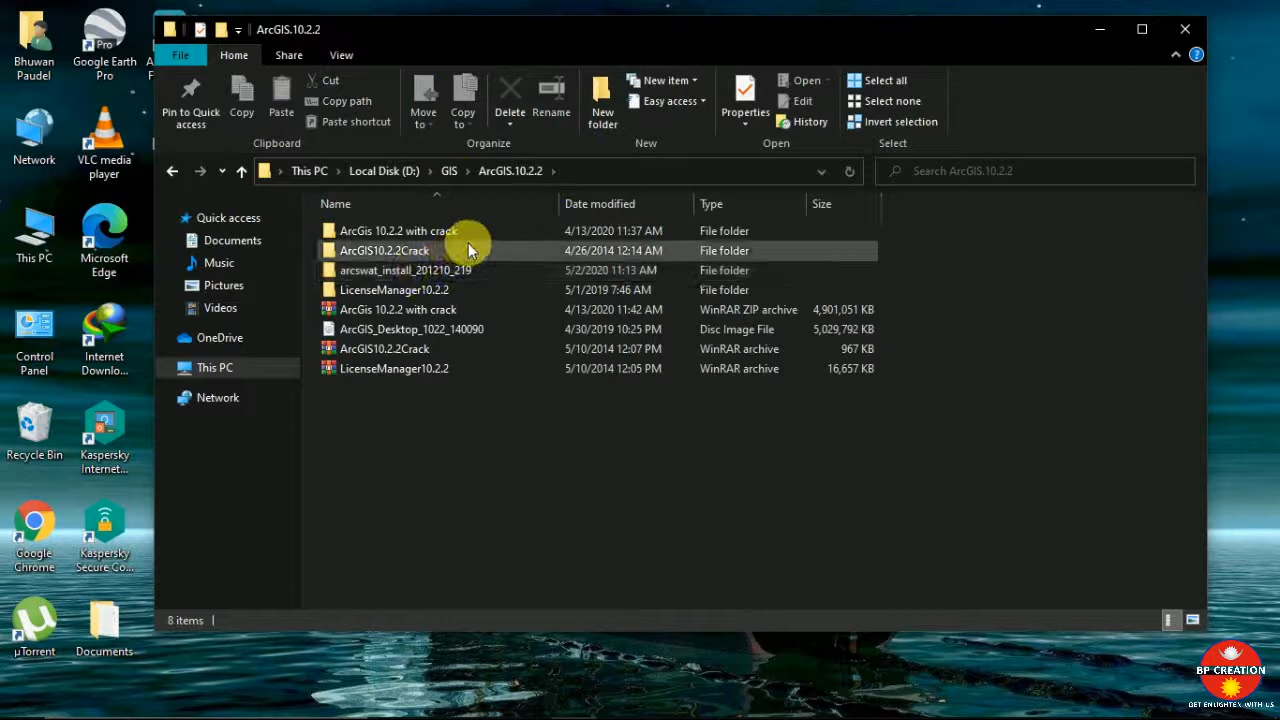 ArcGIS.10.2.2
File Home Share View
Pin to Quick access
Copy
Paste
Cut
Copy path
Paste shortcut
Clipboard
Move to
Copy to
Delete
Rename
Organize
New folder
New item
Easy access
New
Properties
Open
Edit
History
Open
Select all
Select none
Invert selection
Select
This PC > Local Disk (D:) > GIS > ArcGIS.10.2.2 >
Search ArcGIS.10.2.2
Quick access
Documents
Music
Pictures
Videos
OneDrive
This PC
Network
Name Date modified Type Size
ArcGis 10.2.2 with crack 4/13/2020 11:37 AM File folder
ArcGIS10.2.2Crack 4/26/2014 12:14 AM File folder
arcswat_install_201210_219 5/2/2020 11:13 AM File folder
LicenseManager10.2.2 5/1/2019 7:46 AM File folder
ArcGis 10.2.2 with crack 4/13/2020 11:42 AM WinRAR ZIP archive 4,901,051 KB
ArcGIS_Desktop_1022_140090 4/30/2019 10:25 PM Disc Image File 5,029,792 KB
ArcGIS10.2.2Crack 5/10/2014 12:07 PM WinRAR archive 967 KB
LicenseManager10.2.2 5/10/2014 12:05 PM WinRAR archive 16,657 KB
8 items
Bhuwan Paudel
Google Earth Pro
Network
VLC media player
This PC
Microsoft Edge
Control Panel
Internet Downlo...
Recycle Bin
Kaspersky Internet...
Google Chrome
Kaspersky Secure Co...
µTorrent
Documents
BP CREATION
GET ENLIGHTEN WITH US